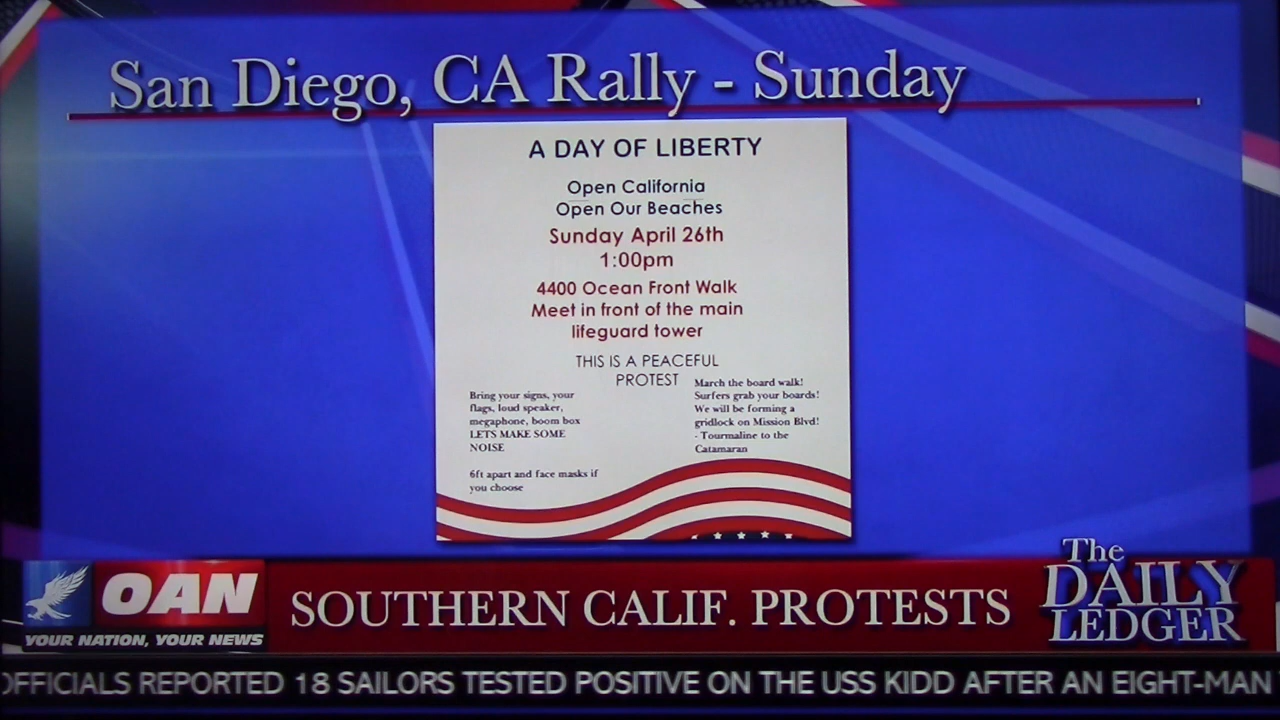 San Diego, CA Rally - Sunday
A DAY OF LIBERTY
Open California
Open Our Beaches
Sunday April 26th
1:00pm
4400 Ocean Front Walk
Meet in front of the main
lifeguard tower
THIS IS A PEACEFUL
PROTEST
Bring your signs, your
flags, loud speaker,
megaphone, boom box
LETS MAKE SOME
NOISE
6ft apart and face masks if
you choose
March the board walk!
Surfers grab your boards!
We will be forming a
gridlock on Mission Blvd!
- Tourmaline to the
Catamaran
OAN
YOUR NATION, YOUR NEWS
SOUTHERN CALIF. PROTESTS
The
DAILY
LEDGER
OFFICIALS REPORTED 18 SAILORS TESTED POSITIVE ON THE USS KIDD AFTER AN EIGHT-MAN